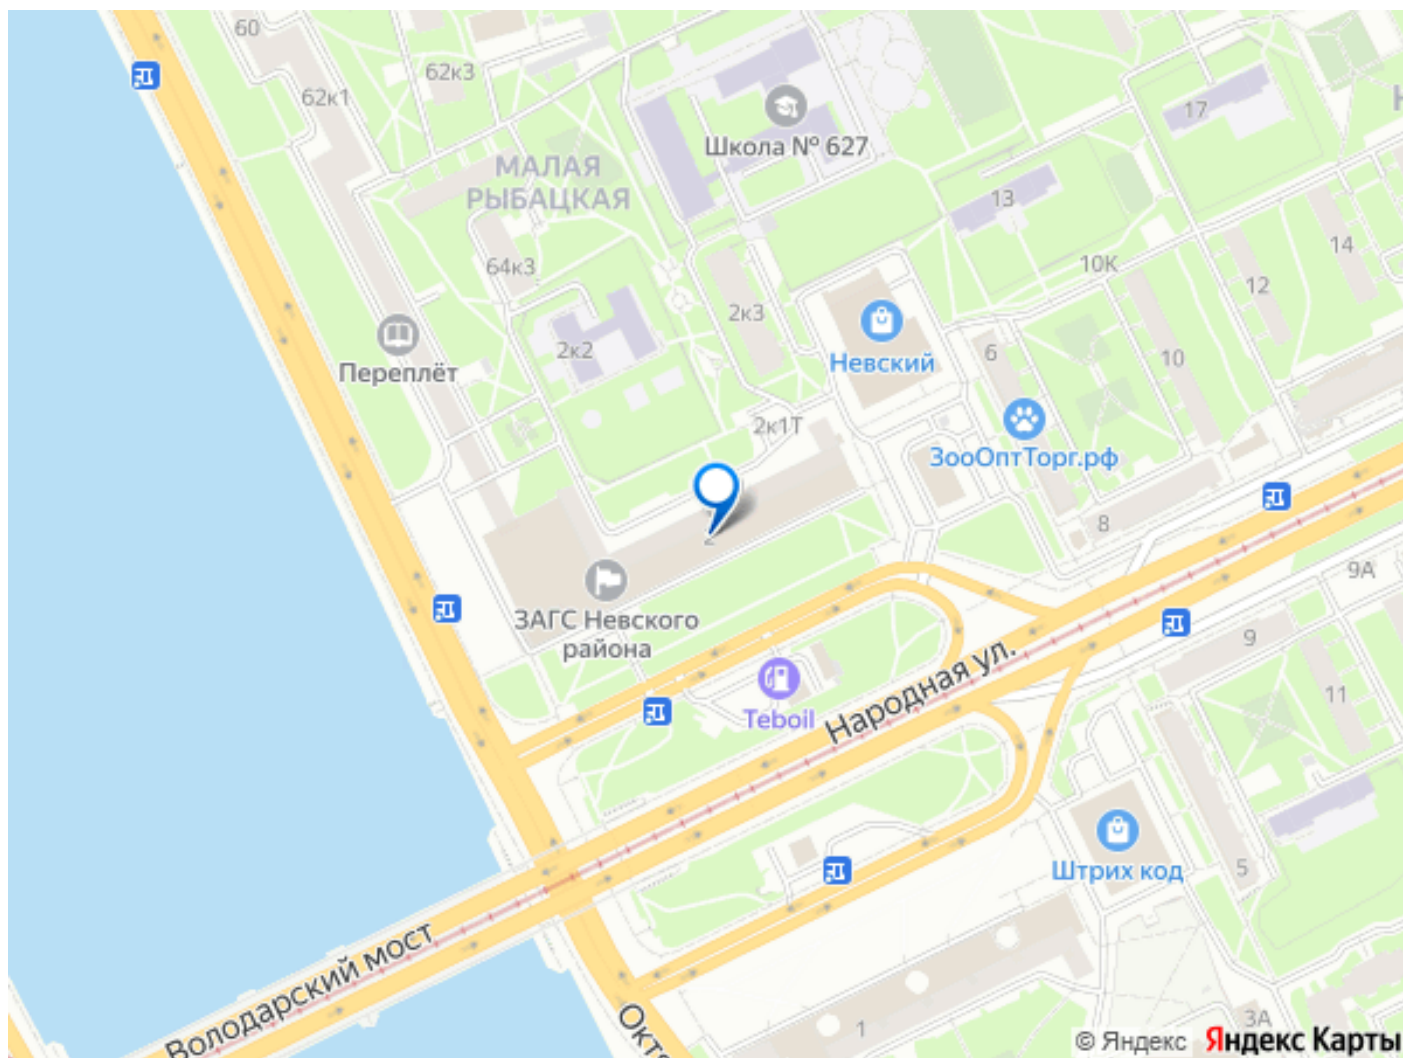 60
62к3
62к1
17
Школа № 627
МАЛАЯ
РЫБАЦКАЯ
13
14
64к3
10К
12
2к3
2к2
Невский
6
10
Переплёт
2к1Т
ЗооОптТорг.рф
8
2
9А
ЗАГС Невского
района
9
11
Teboil
Народная ул.
Штрих код
5
Володарский мост
Окт
1
3А
© Яндекс Яндекс Карты